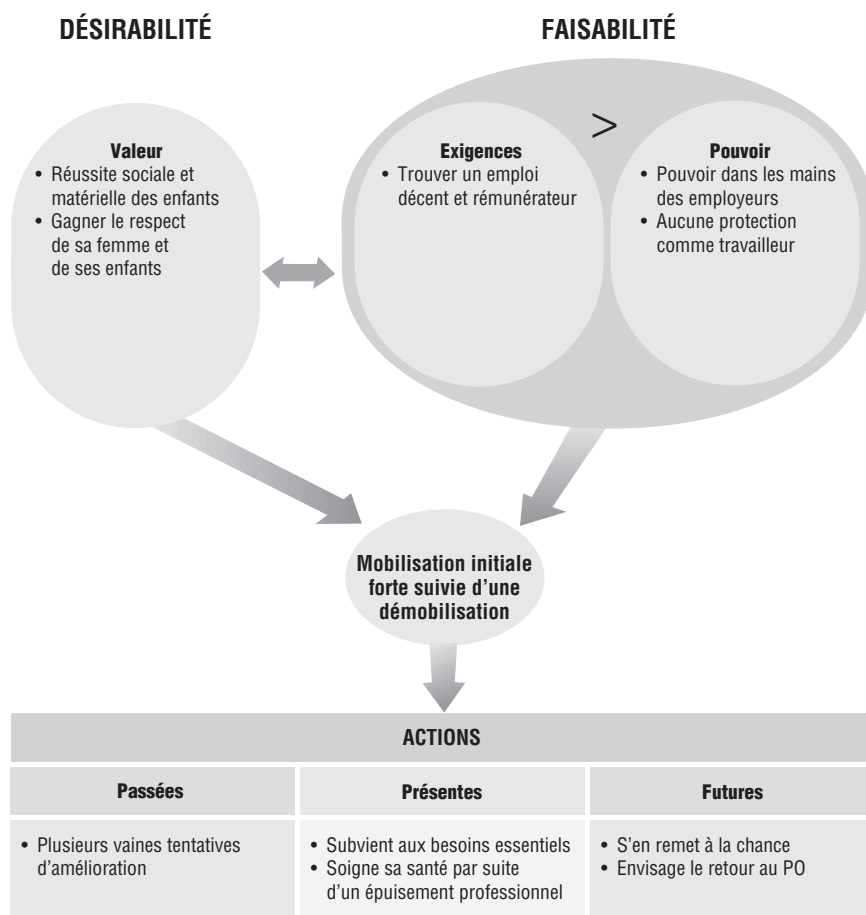 DÉSIRABILITÉ
FAISABILITÉ
Valeur
• Réussite sociale et
matérielle des enfants
• Gagner le respect
de sa femme et
de ses enfants
Exigences
• Trouver un emploi
décent et rémunérateur
>
Pouvoir
• Pouvoir dans les mains
des employeurs
• Aucune protection
comme travailleur
Mobilisation initiale
forte suivie d'une
démobilisation
ACTIONS
Passées
Présentes
Futures
• Plusieurs vaines tentatives
d'amélioration
• Subvient aux besoins essentiels
• Soigne sa santé par suite
d'un épuisement professionnel
• S'en remet à la chance
• Envisage le retour au PO